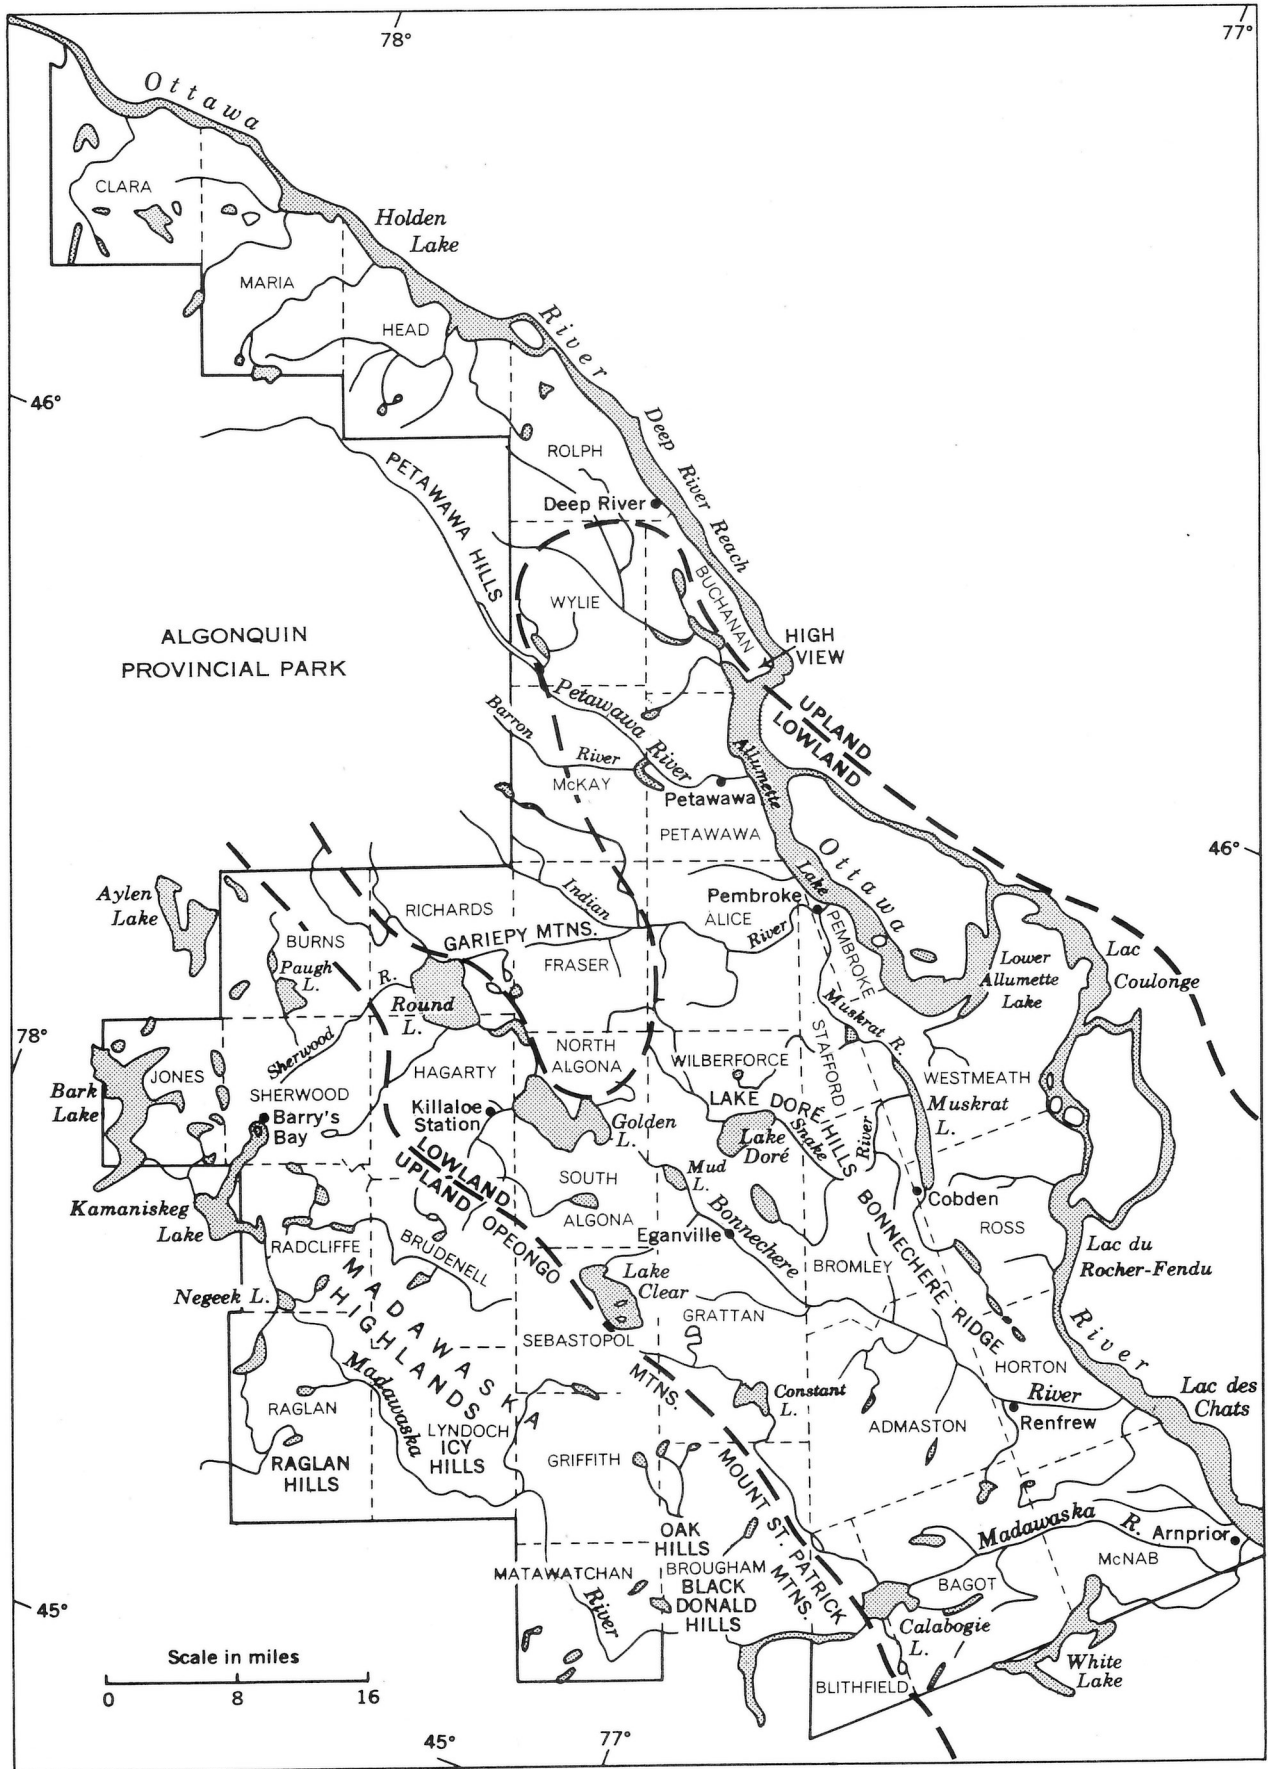 78°
77°
Ottawa
CLARA
Holden
Lake
MARIA
HEAD
River
46°
Deep River Reach
ROLPH
PETAWAWA HILLS
Deep River
BUCHANAN
WYLIE
ALGONQUIN
PROVINCIAL PARK
HIGH
VIEW
Petawawa River
Barron
River
UPLAND
LOWLAND
Allumette
Lake
McKAY
Petawawa
PETAWAWA
Ottawa
46°
Aylen
Lake
Indian
River
Pembroke
ALICE
PEMBROKE
RICHARDS
GARIEPY MTNS.
BURNS
FRASER
Paugh
L.
R.
Sherwood
Round
L.
Lower
Allumette
Lake
Lac
Coulonge
Muskrat R.
STAFFORD
78°
NORTH
ALGONA
WILBERFORCE
JONES
HAGARTY
WESTMEATH
Bark
Lake
SHERWOOD
Barry's
Bay
Killaloe
Station
Golden
L.
LAKE DORÉ HILLS
Lake
Doré
Snake
River
Muskrat
L.
LOWLAND
UPLAND
Mud
L.
SOUTH
ALGONA
Cobden
Kamaniskeg
Lake
Bonnechere
BONNECHERE RIDGE
ROSS
RADCLIFFE
BRUDENELL
OPEONGO
Eganville
BROMLEY
Lac du
Rocher-Fendu
Lake
Clear
Negeek L.
MADAWASKA
HIGHLANDS
GRATTAN
SEBASTOPOL
River
HORTON
Madawaska
MTNS.
Constant
L.
River
Lac des
Chats
RAGLAN
LYNDOCH
ICY
HILLS
ADMASTON
Renfrew
RAGLAN
HILLS
GRIFFITH
MOUNT ST. PATRICK
MTNS.
OAK
HILLS
Madawaska
R.
Arnprior
MATAWATCHAN
BROUGHAM
BLACK
DONALD
HILLS
McNAB
BAGOT
River
45°
Calabogie
L.
Scale in miles
White
Lake
BLITHFIELD
0 8 16
45°
77°